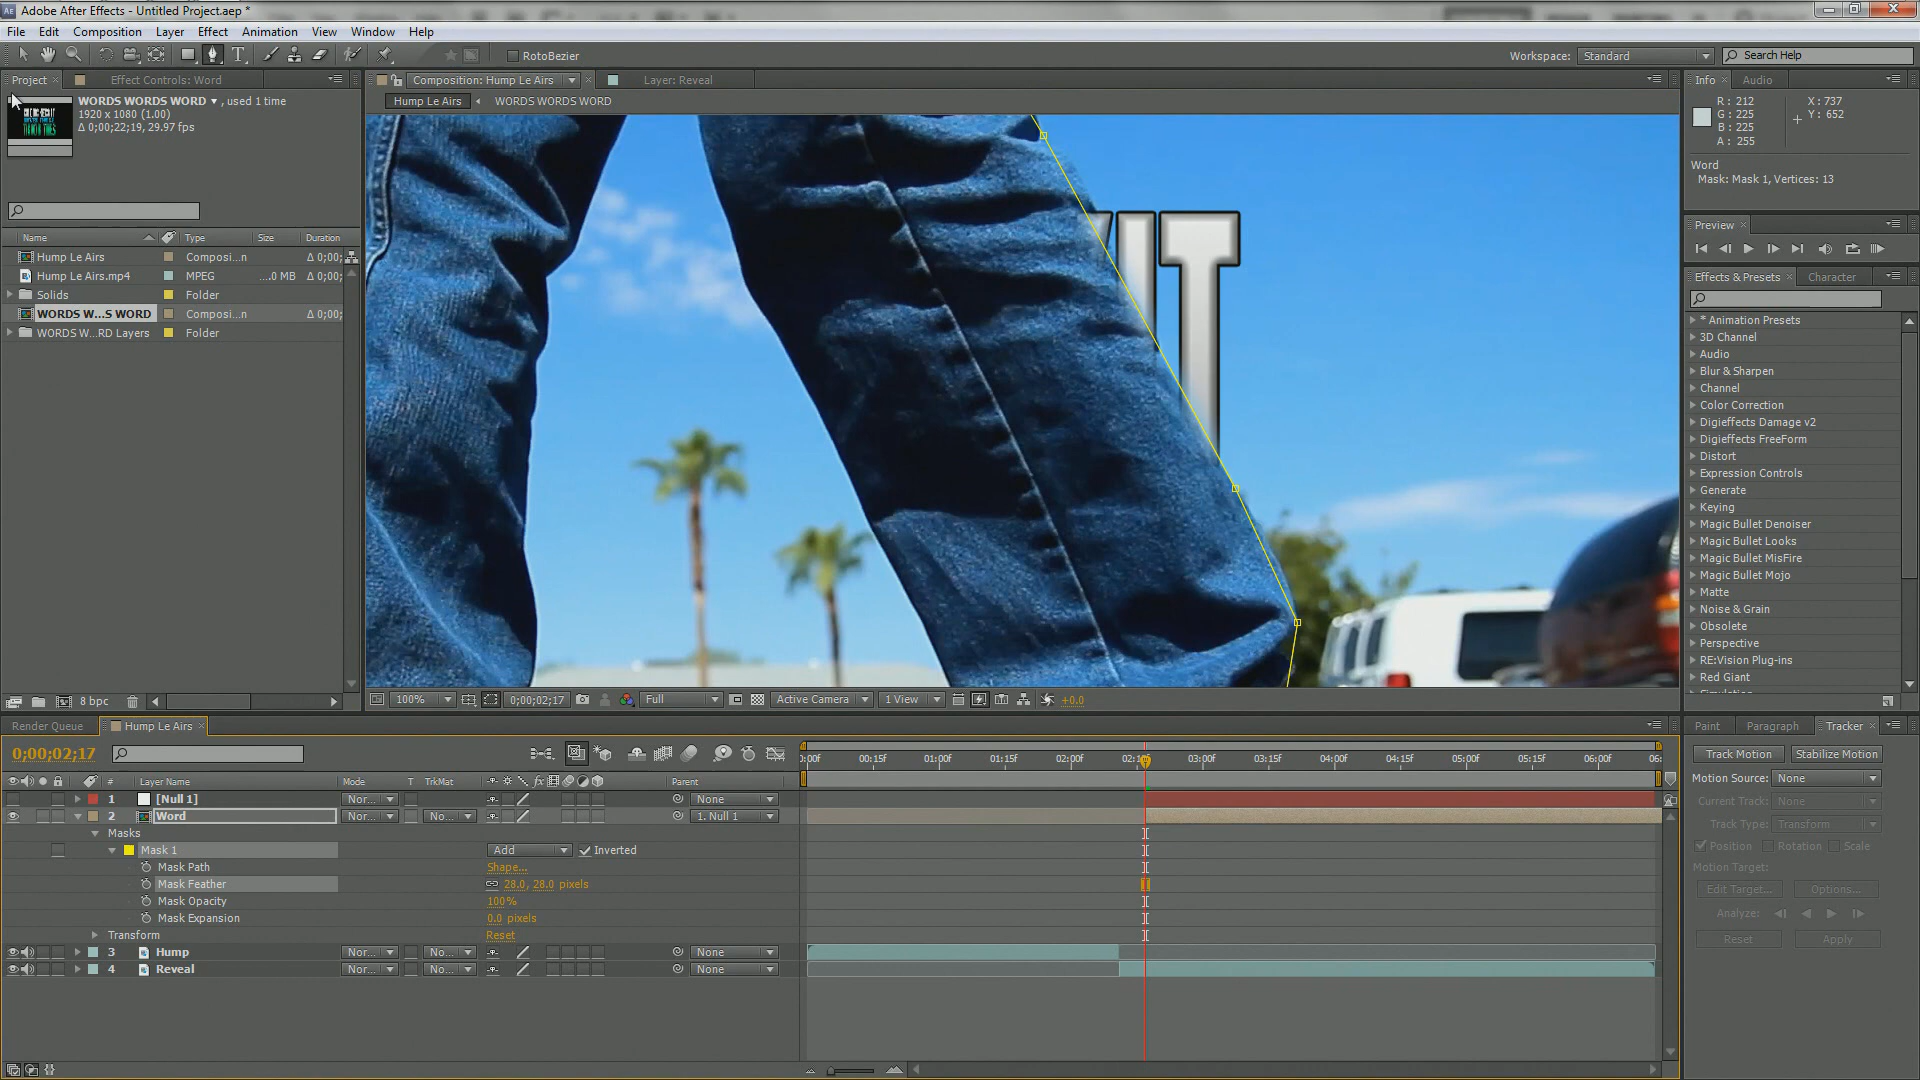 Adobe After Effects - Untitled Project.aep *
File Edit Composition Layer Effect Animation View Window Help
RotoBezier
Workspace: Standard
Search Help
Project
Effect Controls: Word
WORDS WORDS WORD , used 1 time
1920 x 1080 (1.00)
Δ 0;00;22;19, 29.97 fps
Name Type Size Duration
Hump Le Airs Composi...n Δ 0;00;
Hump Le Airs.mp4 MPEG ....0 MB Δ 0;00;
Solids Folder
WORDS W...S WORD Composi...n Δ 0;00;
WORDS W...RD Layers Folder
8 bpc
Composition: Hump Le Airs
Layer: Reveal
Hump Le Airs WORDS WORDS WORD
IT
100% 0;00;02;17 Full Active Camera 1 View +0.0
Info Audio
R : 212 X : 737
G : 225 Y : 652
B : 225
A : 255
Word
Mask: Mask 1, Vertices: 13
Preview
Effects & Presets Character
* Animation Presets
3D Channel
Audio
Blur & Sharpen
Channel
Color Correction
Digieffects Damage v2
Digieffects FreeForm
Distort
Expression Controls
Generate
Keying
Magic Bullet Denoiser
Magic Bullet Looks
Magic Bullet MisFire
Magic Bullet Mojo
Matte
Noise & Grain
Obsolete
Perspective
RE:Vision Plug-ins
Red Giant
Render Queue Hump Le Airs
0;00;02;17
:00f 00:15f 01:00f 01:15f 02:00f 02:1 03:00f 03:15f 04:00f 04:15f 05:00f 05:15f 06:00f 06:
# Layer Name Mode T TrkMat fx Parent
1 [Null 1] Nor... None
2 Word Nor... No... 1. Null 1
Masks
Mask 1 Add Inverted
Mask Path Shape...
Mask Feather 28.0, 28.0 pixels
Mask Opacity 100%
Mask Expansion 0.0 pixels
Transform Reset
3 Hump Nor... No... None
4 Reveal Nor... No... None
Paint Paragraph Tracker
Track Motion Stabilize Motion
Motion Source: None
Current Track: None
Track Type: Transform
Position Rotation Scale
Motion Target:
Edit Target... Options...
Analyze:
Reset Apply